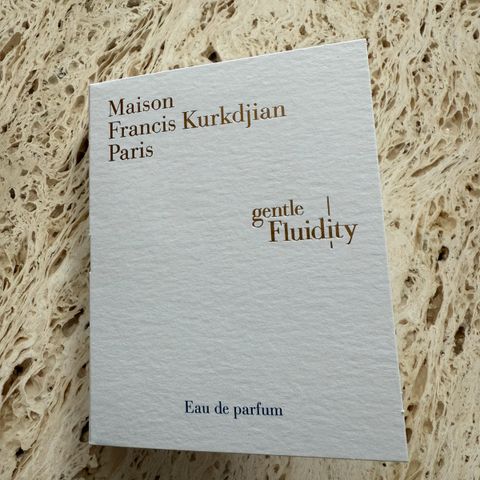 Maison
Francis Kurkdjian
Paris
gentle
Fluidity
Eau de parfum